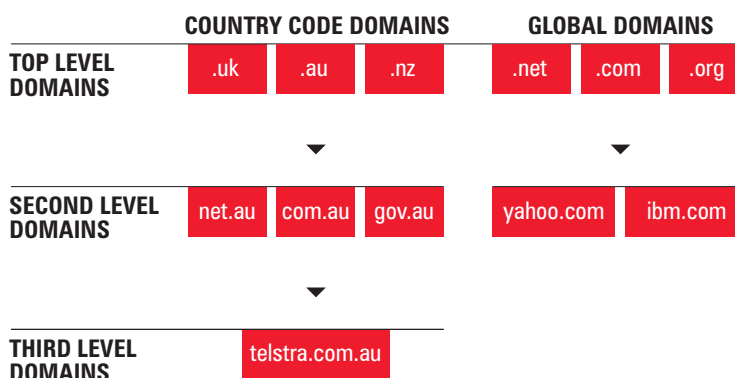 COUNTRY CODE DOMAINS GLOBAL DOMAINS
TOP LEVEL DOMAINS
.uk .au .nz .net .com .org
SECOND LEVEL DOMAINS
net.au com.au gov.au yahoo.com ibm.com
THIRD LEVEL DOMAINS
telstra.com.au